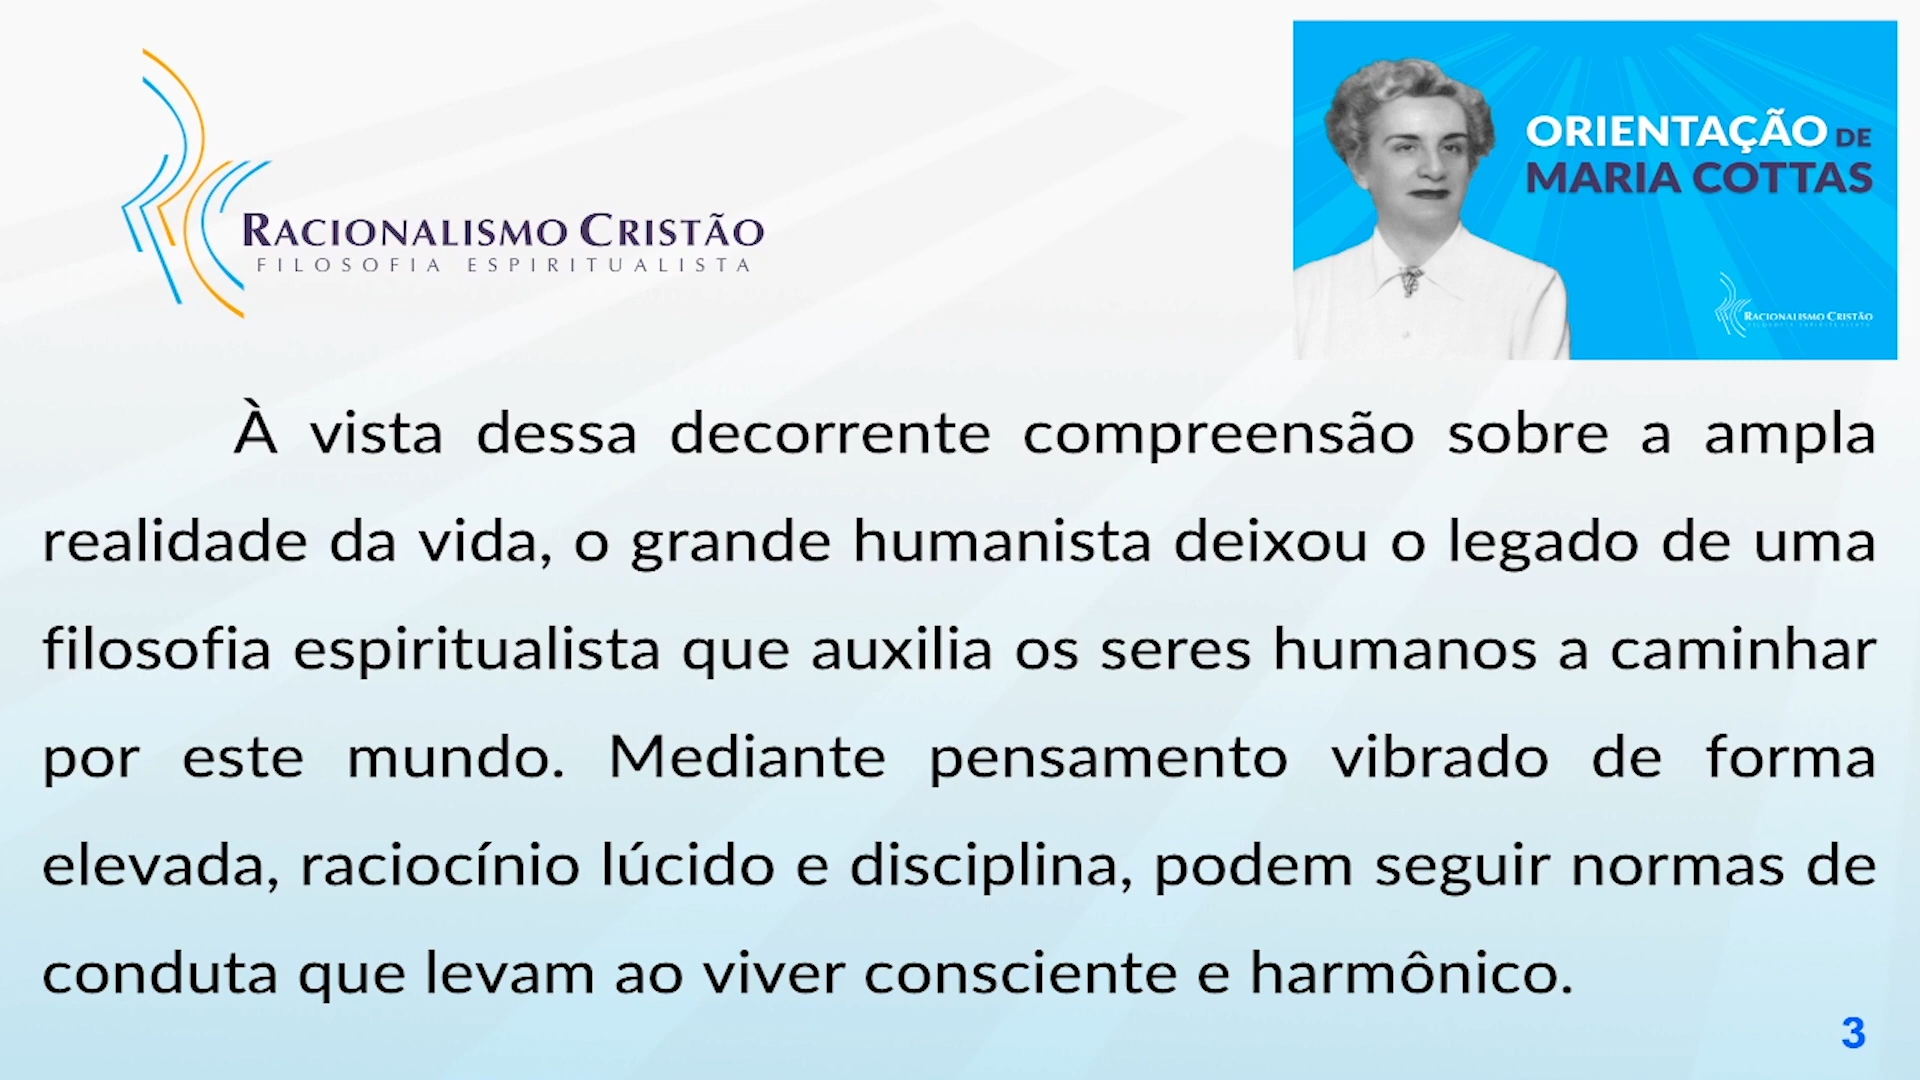 RACIONALISMO CRISTÃO
FILOSOFIA ESPIRITUALISTA
ORIENTAÇÃO DE
MARIA COTTAS
RACIONALISMO CRISTÃO
FILOSOFIA ESPIRITUALISTA
À vista dessa decorrente compreensão sobre a ampla
realidade da vida, o grande humanista deixou o legado de uma
filosofia espiritualista que auxilia os seres humanos a caminhar
por este mundo. Mediante pensamento vibrado de forma
elevada, raciocínio lúcido e disciplina, podem seguir normas de
conduta que levam ao viver consciente e harmônico.
3